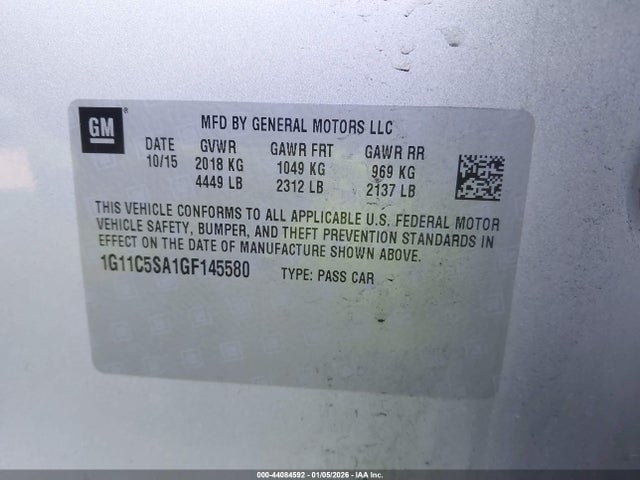 GM ®
MFD BY GENERAL MOTORS LLC
DATE GVWR GAWR FRT GAWR RR
10/15 2018 KG 1049 KG 969 KG
4449 LB 2312 LB 2137 LB
THIS VEHICLE CONFORMS TO ALL APPLICABLE U.S. FEDERAL MOTOR
VEHICLE SAFETY, BUMPER, AND THEFT PREVENTION STANDARDS IN
EFFECT ON THE DATE OF MANUFACTURE SHOWN ABOVE.
1G11C5SA1GF145580 TYPE: PASS CAR
000-44084592 - 01/05/2026 - IAAI.COM